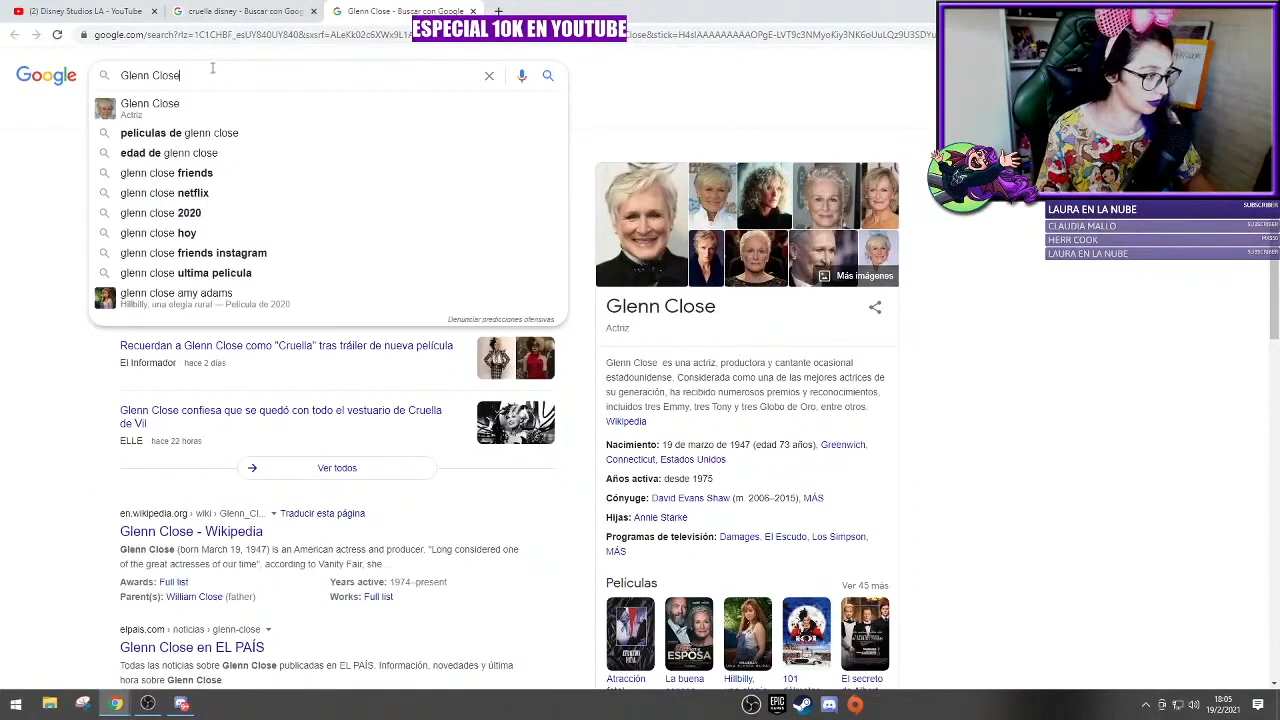 (2) Disney Studios LA - YouTube
cruella disney - Buscar con Goog
Glenn Close - Buscar con Google
ESPECIAL 10K EN YOUTUBE
Google
Glenn Close
Glenn Close
Actriz
peliculas de glenn close
edad de glenn close
glenn close friends
glenn close netflix
glenn close 2020
glenn close hoy
glenn close friends instagram
glenn close ultima pelicula
glenn close amy adams
Hillbilly, una elegía rural — Película de 2020
Denunciar predicciones ofensivas
Recuerdan a Glenn Close como "Cruella" tras tráiler de nueva película
El Informador hace 2 días
Glenn Close confiesa que se quedó con todo el vestuario de Cruella
de Vil
ELLE hace 22 horas
Ver todos
en.wikipedia.org › wiki › Glenn_Cl... Traducir esta página
Glenn Close - Wikipedia
Glenn Close (born March 19, 1947) is an American actress and producer. "Long considered one
of the great actresses of our time", according to Vanity Fair, she ...
Awards: Full list
Years active: 1974–present
Parent(s): William Close (father)
Works: Full list
elpais.com › noticias › glenn-close
Glenn Close en EL PAÍS
Todas las noticias sobre Glenn Close publicadas en EL PAÍS. Información, novedades y última
hora sobre Glenn Close
Más imágenes
Glenn Close
Actriz
Glenn Close es una actriz, productora y cantante ocasional
estadounidense. Considerada como una de las mejores actrices de
su generación, ha recibido numerosos premios y reconocimientos,
incluidos tres Emmy, tres Tony y tres Globo de Oro, entre otros.
Wikipedia
Nacimiento: 19 de marzo de 1947 (edad 73 años), Greenwich,
Connecticut, Estados Unidos
Años activa: desde 1975
Cónyuge: David Evans Shaw (m. 2006–2015), MÁS
Hijas: Annie Starke
Programas de televisión: Damages, El Escudo, Los Simpson,
MÁS
Películas
Ver 45 más
ESPOSA
101
Atracción
La buena
Hillbilly,
101
El secreto
LAURA EN LA NUBE
SUBSCRIBER
CLAUDIA MALLO
SUBSCRIBER
HERR COOK
LAURA EN LA NUBE
SUBSCRIBER
EPIC GAMES
18:05
19/2/2021